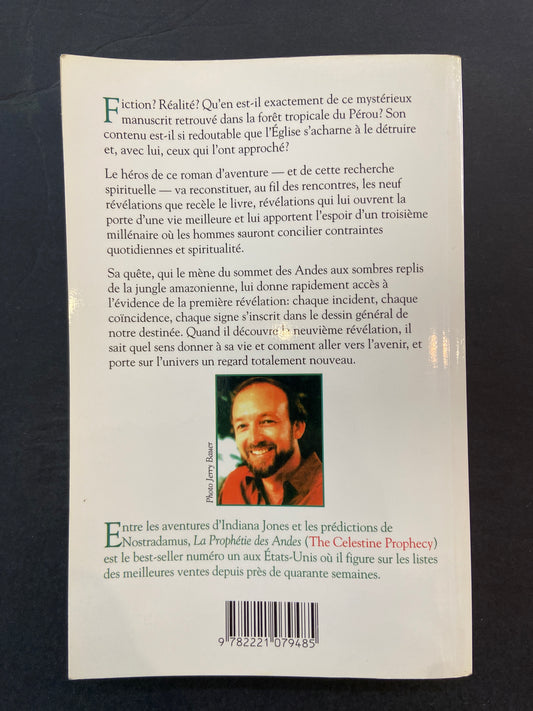 Fiction? Réalité? Qu'en est-il exactement de ce mystérieux
manuscrit retrouvé dans la forêt tropicale du Pérou? Son
contenu est-il si redoutable que l'Église s'acharne à le détruire
et, avec lui, ceux qui l'ont approché?
Le héros de ce roman d'aventure — et de cette recherche
spirituelle — va reconstituer, au fil des rencontres, les neuf
révélations que recèle le livre, révélations qui lui ouvrent la
porte d'une vie meilleure et lui apportent l'espoir d'un troisième
millénaire où les hommes sauront concilier contraintes
quotidiennes et spiritualité.
Sa quête, qui le mène du sommet des Andes aux sombres replis
de la jungle amazonienne, lui donne rapidement accès à
l'évidence de la première révélation: chaque incident, chaque
coïncidence, chaque signe s'inscrit dans le dessin général de
notre destinée. Quand il découvre la neuvième révélation, il
sait quel sens donner à sa vie et comment aller vers l'avenir, et
porte sur l'univers un regard totalement nouveau.
Photo Jerry Bauer
Entre les aventures d'Indiana Jones et les prédictions de
Nostradamus, La Prophétie des Andes (The Celestine Prophecy)
est le best-seller numéro un aux États-Unis où il figure sur les listes
des meilleures ventes depuis près de quarante semaines.
9 782221 079485